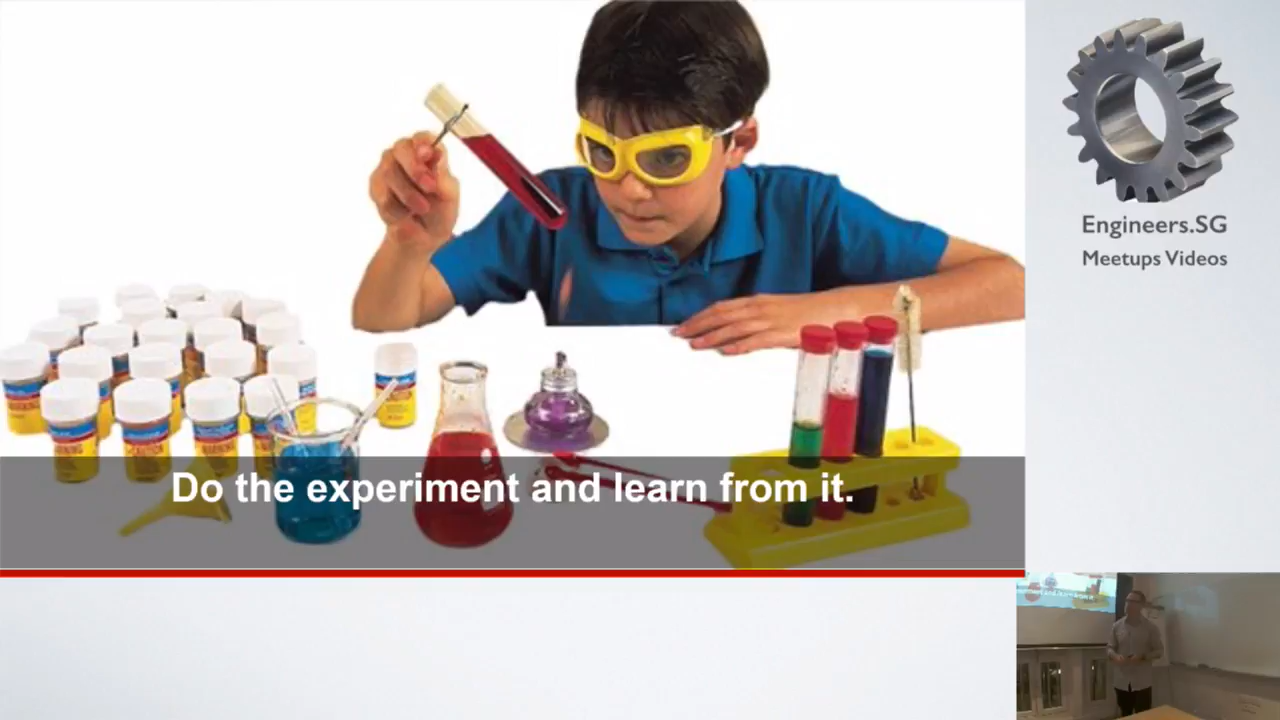 Do the experiment and learn from it.
Engineers.SG
Meetups Videos